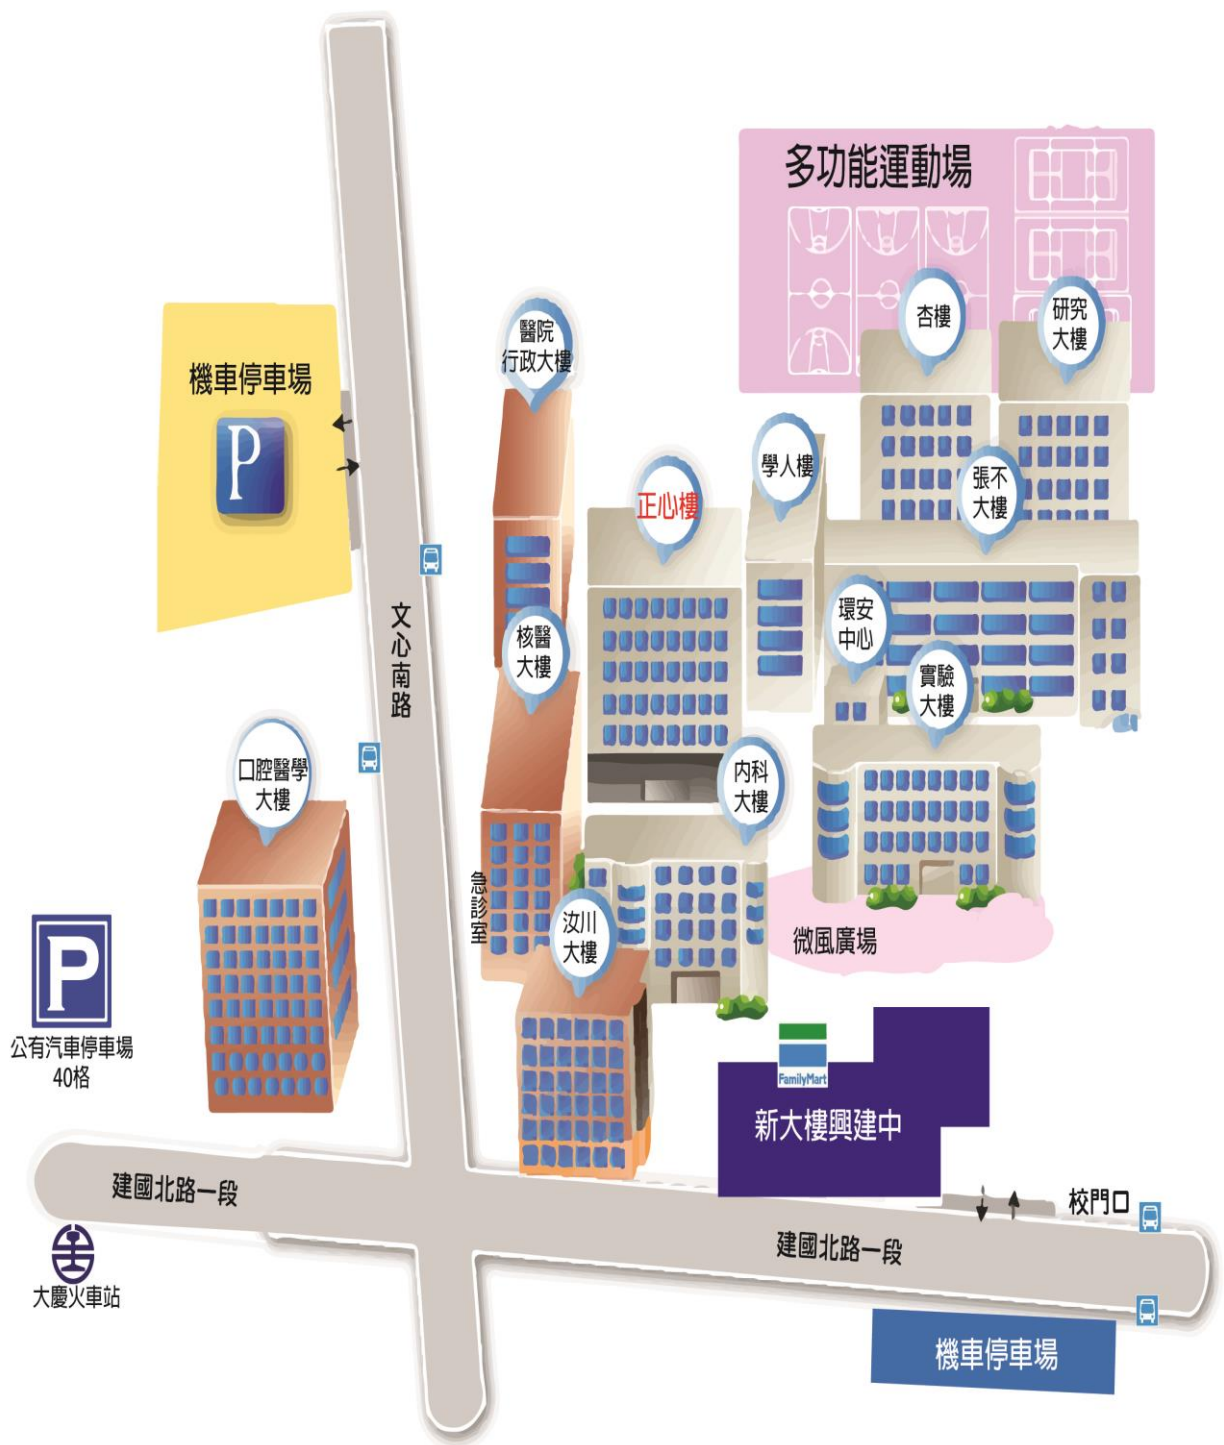 多功能運動場
杏樓
研究
大樓
醫院
行政大樓
機車停車場
P
學人樓
張不
大樓
正心樓
環安
中心
核醫
大樓
文心南路
實驗
大樓
口腔醫學
大樓
内科
大樓
急診室
汝川
大樓
微風廣場
P
公有汽車停車場
40格
FamilyMart
新大樓興建中
建國北路一段
校門口
建國北路一段
大慶火車站
機車停車場